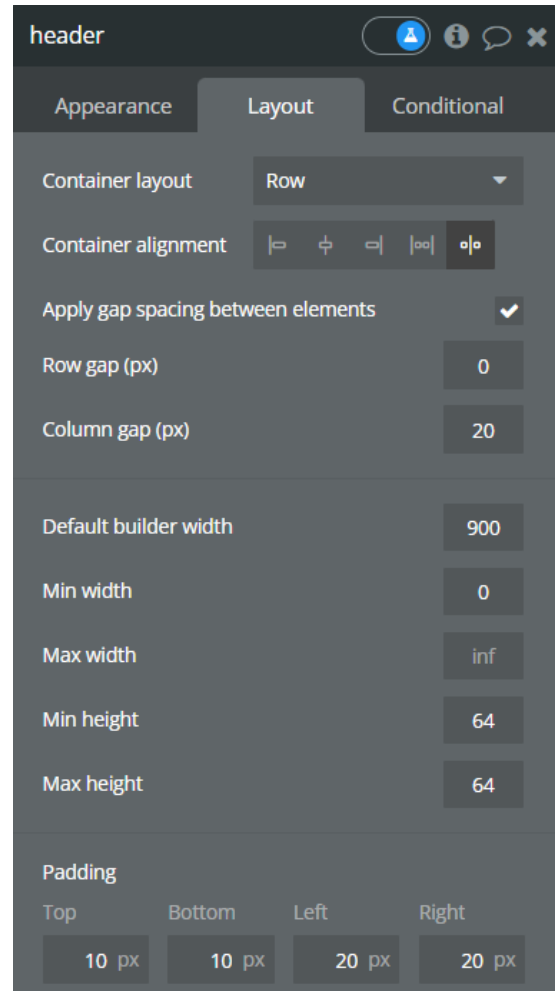 header
Appearance Layout Conditional
Container layout Row
Container alignment
Apply gap spacing between elements
Row gap (px) 0
Column gap (px) 20
Default builder width 900
Min width 0
Max width inf
Min height 64
Max height 64
Padding
Top Bottom Left Right
10 px 10 px 20 px 20 px